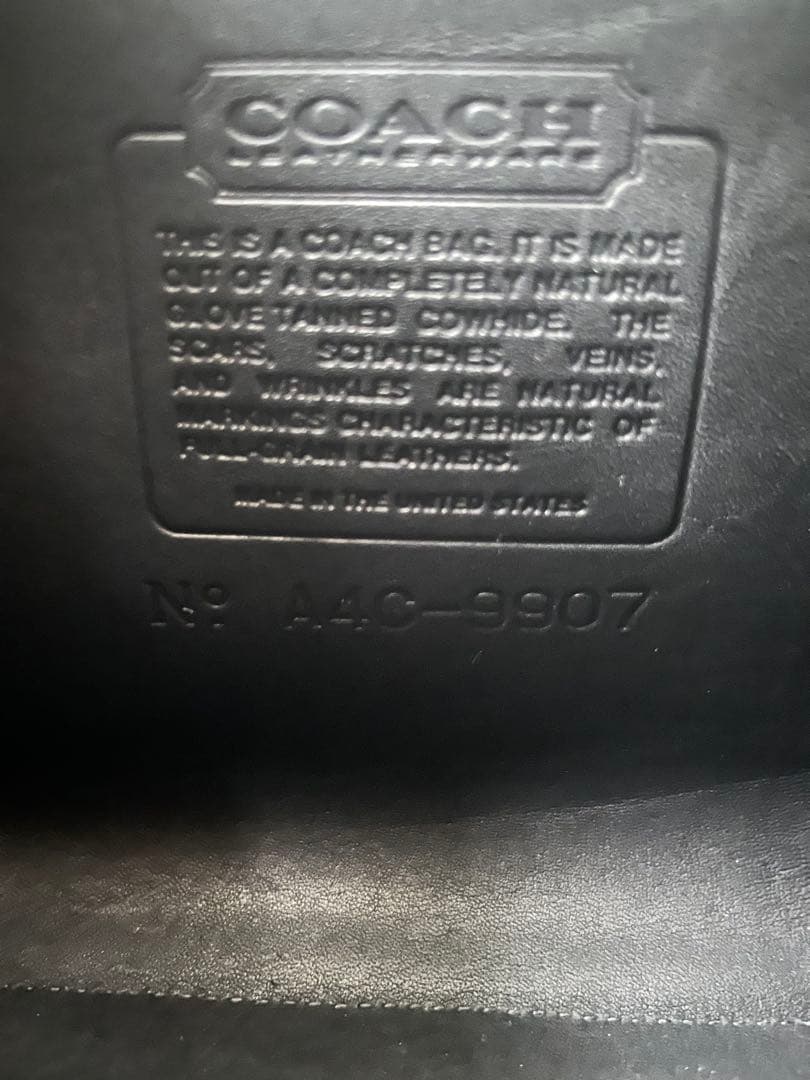 COACH
LEATHERWARE
THIS IS A COACH BAG. IT IS MADE
OUT OF A COMPLETELY NATURAL
GLOVE TANNED COWHIDE. THE
SCARS, SCRATCHES, VEINS,
AND WRINKLES ARE NATURAL
MARKINGS CHARACTERISTIC OF
FULL-GRAIN LEATHERS.
MADE IN THE UNITED STATES
Nº A4C-9907